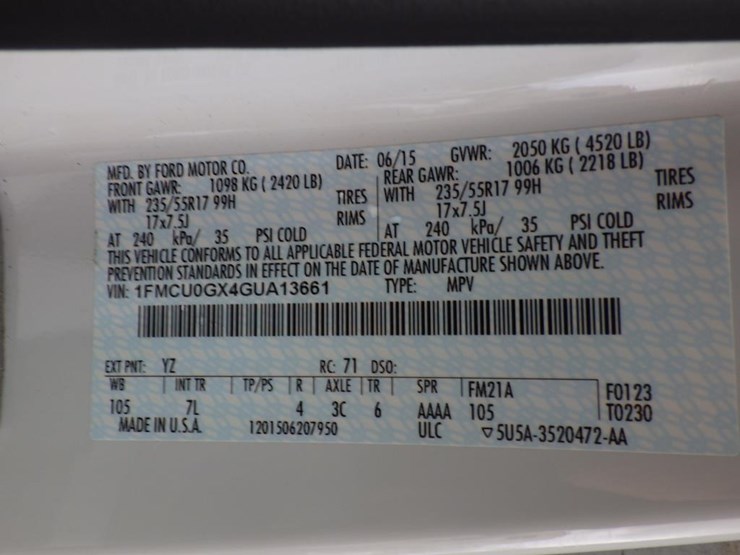 MFD. BY FORD MOTOR CO. DATE: 06/15 GVWR: 2050 KG ( 4520 LB)
FRONT GAWR: 1098 KG ( 2420 LB) REAR GAWR: 1006 KG ( 2218 LB)
WITH 235/55R17 99H TIRES WITH 235/55R17 99H TIRES
17x7.5J RIMS 17x7.5J RIMS
AT 240 kPa/ 35 PSI COLD AT 240 kPa/ 35 PSI COLD
THIS VEHICLE CONFORMS TO ALL APPLICABLE FEDERAL MOTOR VEHICLE SAFETY AND THEFT
PREVENTION STANDARDS IN EFFECT ON THE DATE OF MANUFACTURE SHOWN ABOVE.
VIN: 1FMCU0GX4GUA13661 TYPE: MPV
EXT PNT: YZ RC: 71 DSO:
WB INT TR TP/PS R AXLE TR SPR FM21A F0123
105 7L 4 3C 6 AAAA 105 T0230
MADE IN U.S.A. 1201506207950 ULC ▽5U5A-3520472-AA